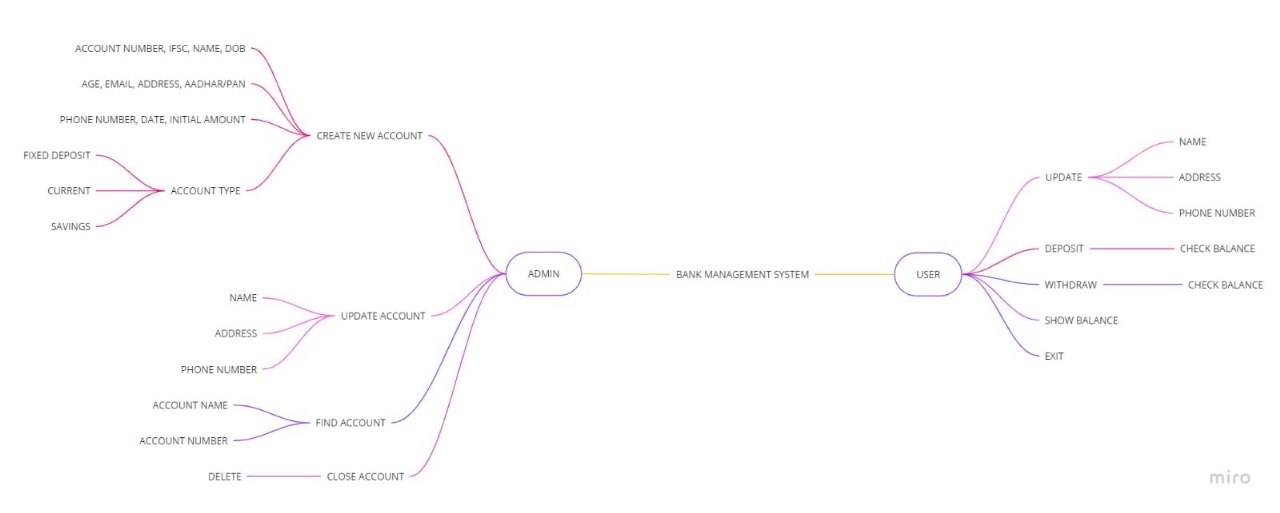 ACCOUNT NUMBER, IFSC, NAME, DOB
AGE, EMAIL, ADDRESS, AADHAR/PAN
PHONE NUMBER, DATE, INITIAL AMOUNT
CREATE NEW ACCOUNT
FIXED DEPOSIT
CURRENT
ACCOUNT TYPE
SAVINGS
ADMIN
BANK MANAGEMENT SYSTEM
USER
NAME
UPDATE ACCOUNT
ADDRESS
PHONE NUMBER
ACCOUNT NAME
FIND ACCOUNT
ACCOUNT NUMBER
DELETE
CLOSE ACCOUNT
NAME
UPDATE
ADDRESS
PHONE NUMBER
DEPOSIT
CHECK BALANCE
WITHDRAW
CHECK BALANCE
SHOW BALANCE
EXIT
miro